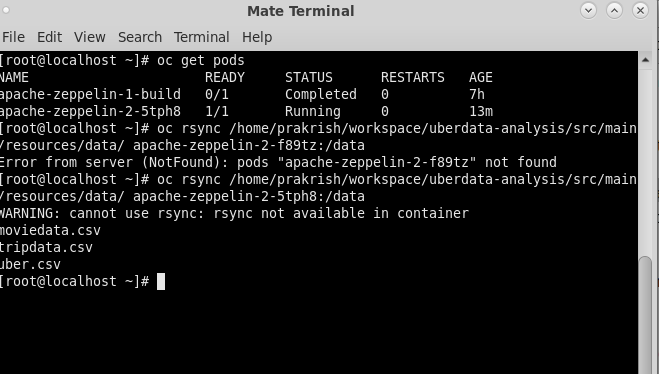 Mate Terminal
File Edit View Search Terminal Help
[root@localhost ~]# oc get pods
NAME READY STATUS RESTARTS AGE
apache-zeppelin-1-build 0/1 Completed 0 7h
apache-zeppelin-2-5tph8 1/1 Running 0 13m
[root@localhost ~]# oc rsync /home/prakrish/workspace/uberdata-analysis/src/main
/resources/data/ apache-zeppelin-2-f89tz:/data
Error from server (NotFound): pods "apache-zeppelin-2-f89tz" not found
[root@localhost ~]# oc rsync /home/prakrish/workspace/uberdata-analysis/src/main
/resources/data/ apache-zeppelin-2-5tph8:/data
WARNING: cannot use rsync: rsync not available in container
moviedata.csv
tripdata.csv
uber.csv
[root@localhost ~]#